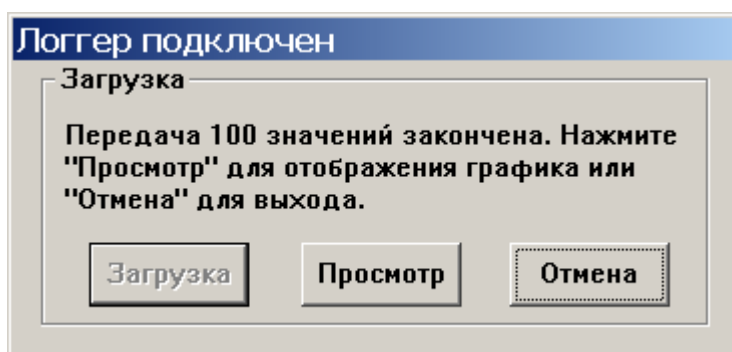 Логгер подключен
Загрузка
Передача 100 значений закончена. Нажмите
"Просмотр" для отображения графика или
"Отмена" для выхода.
Загрузка
Просмотр
Отмена